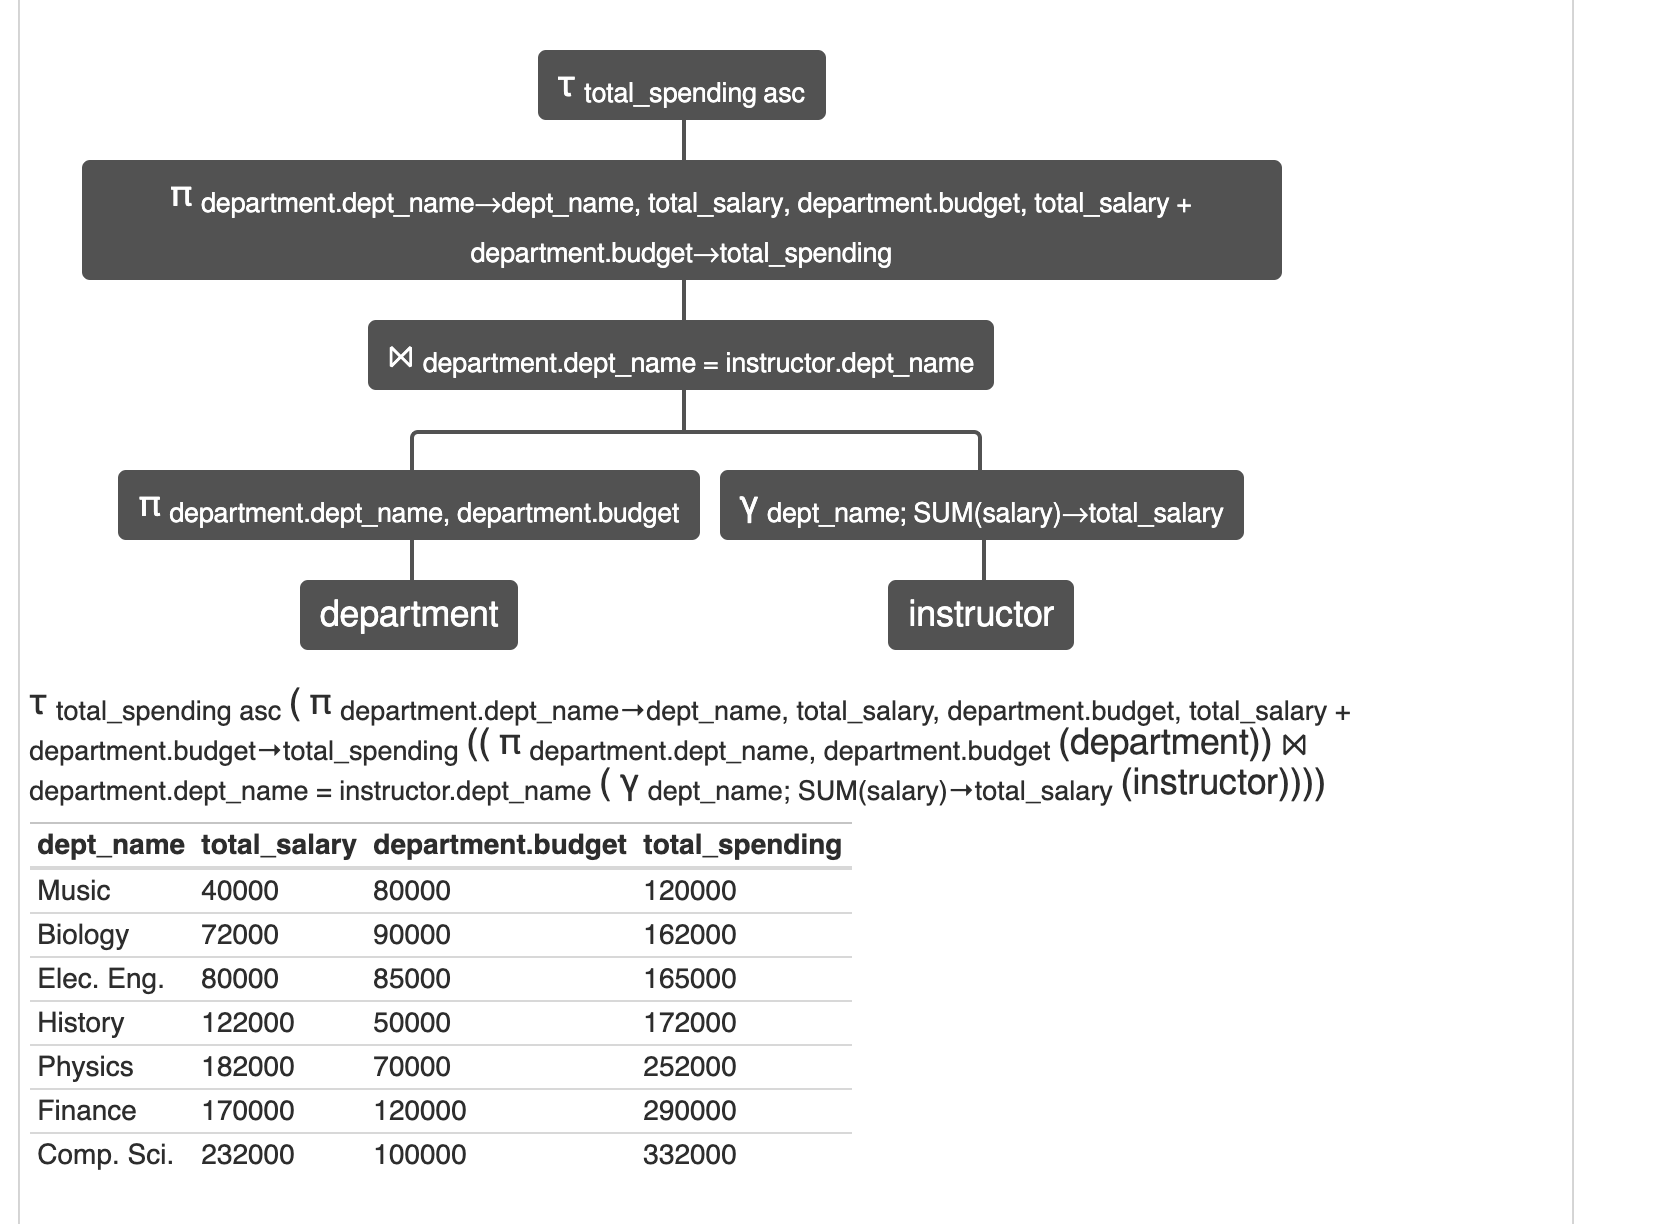 τ total_spending asc
π department.dept_name→dept_name, total_salary, department.budget, total_salary +
department.budget→total_spending
⋈ department.dept_name = instructor.dept_name
π department.dept_name, department.budget
γ dept_name; SUM(salary)→total_salary
department
instructor
τ total_spending asc ( π department.dept_name→dept_name, total_salary, department.budget, total_salary +
department.budget→total_spending (( π department.dept_name, department.budget (department)) ⋈
department.dept_name = instructor.dept_name ( γ dept_name; SUM(salary)→total_salary (instructor))))
dept_name total_salary department.budget total_spending
Music 40000 80000 120000
Biology 72000 90000 162000
Elec. Eng. 80000 85000 165000
History 122000 50000 172000
Physics 182000 70000 252000
Finance 170000 120000 290000
Comp. Sci. 232000 100000 332000